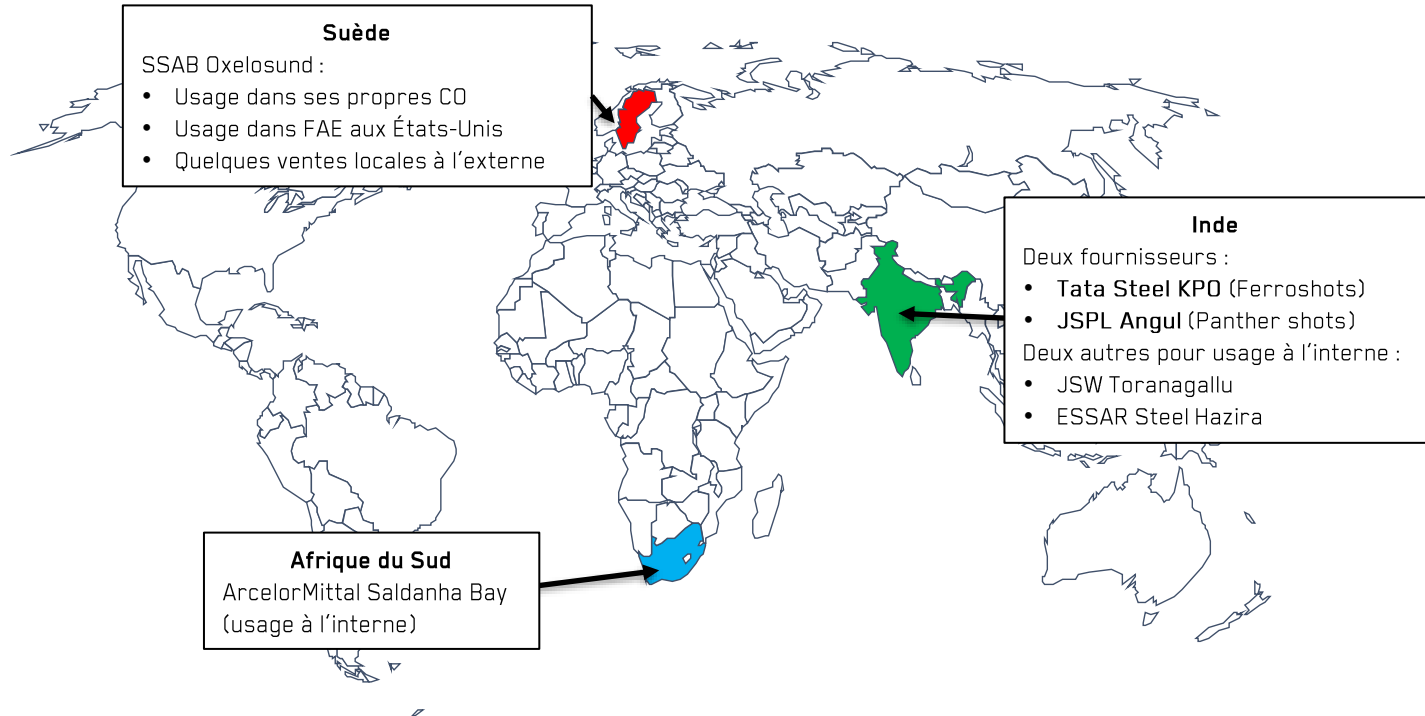 Suède
SSAB Oxelosund :
• Usage dans ses propres CO
• Usage dans FAE aux États-Unis
• Quelques ventes locales à l’externe
Inde
Deux fournisseurs :
• Tata Steel KPO (Ferroshots)
• JSPL Angul (Panther shots)
Deux autres pour usage à l’interne :
• JSW Toranagallu
• ESSAR Steel Hazira
Afrique du Sud
ArcelorMittal Saldanha Bay
(usage à l’interne)